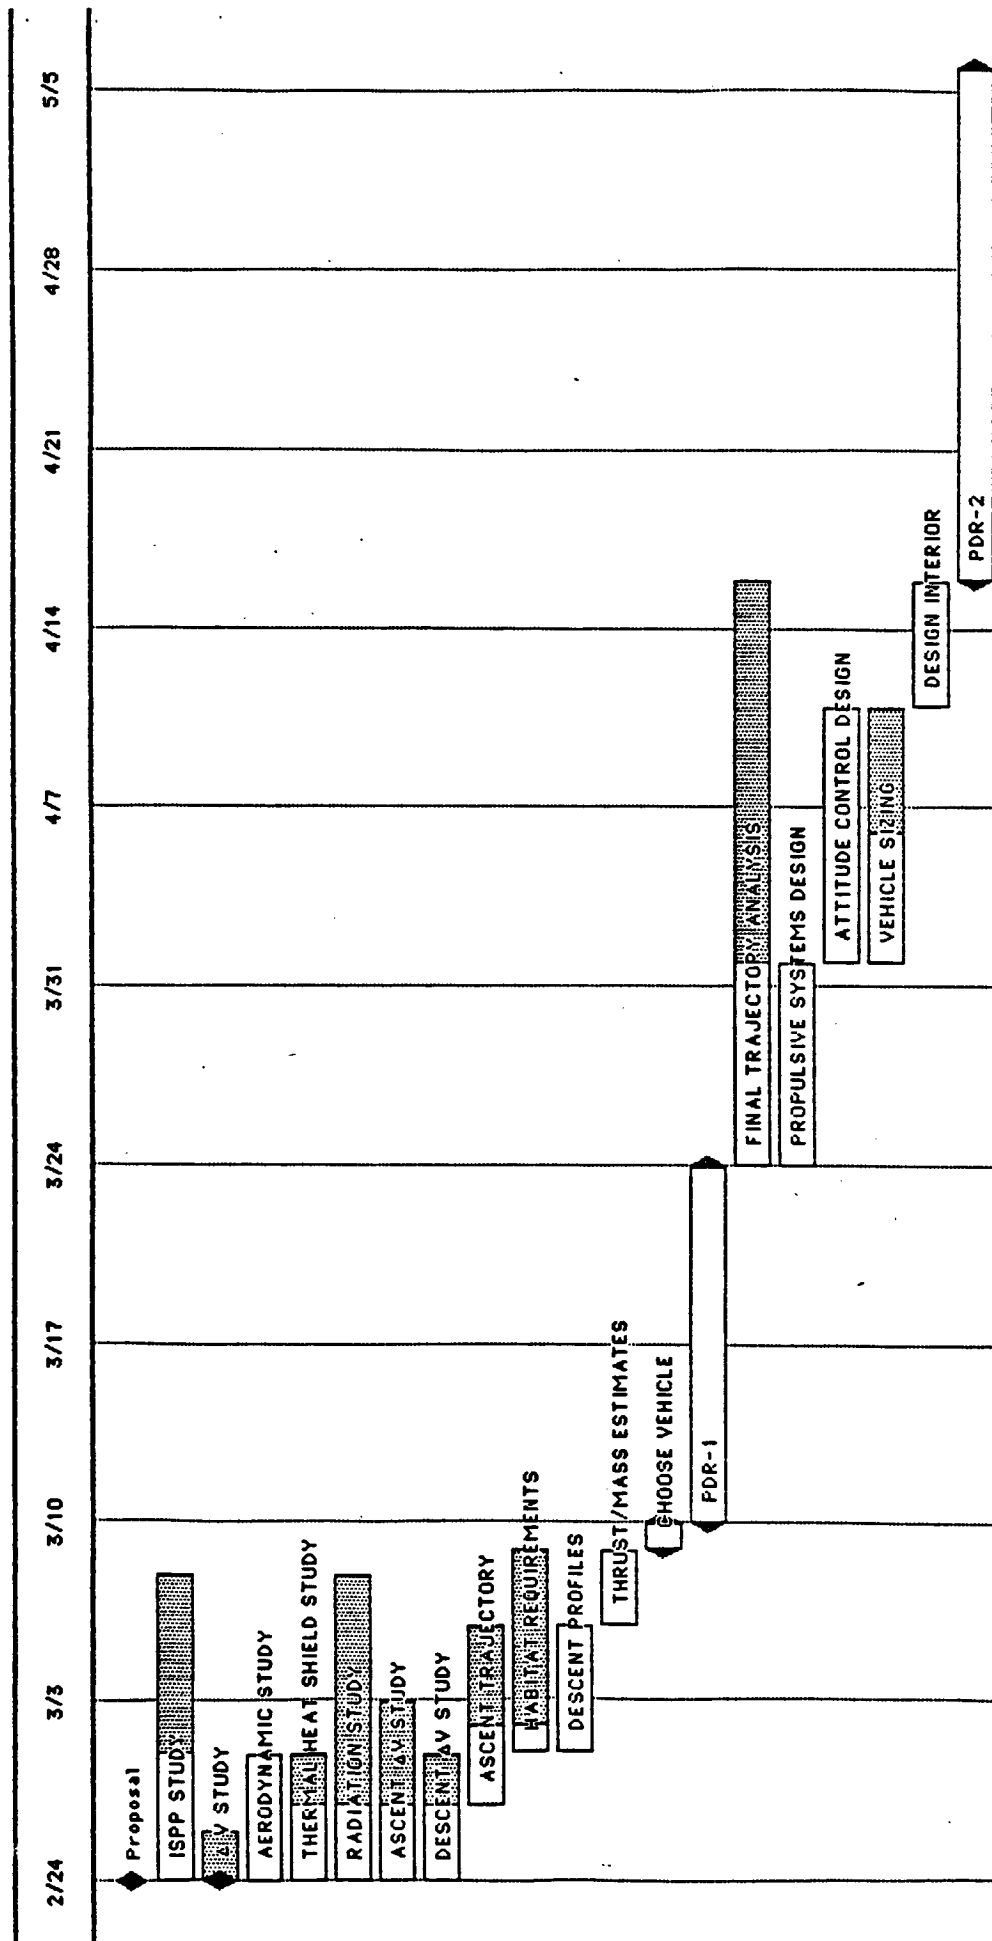 2/24
3/3
3/10
3/17
3/24
3/31
4/7
4/14
4/21
4/28
5/5
Proposal
ISPP STUDY
ΔV STUDY
AERODYNAMIC STUDY
THERMAL HEAT SHIELD STUDY
RADIATION STUDY
ASCENT ΔV STUDY
DESCENT ΔV STUDY
ASCENT TRAJECTORY
HABITAT REQUIREMENTS
DESCENT PROFILES
THRUST/MASS ESTIMATES
CHOOSE VEHICLE
PDR-1
FINAL TRAJECTORY ANALYSIS
PROPULSIVE SYSTEMS DESIGN
ATTITUDE CONTROL DESIGN
VEHICLE SIZING
DESIGN INTERIOR
PDR-2